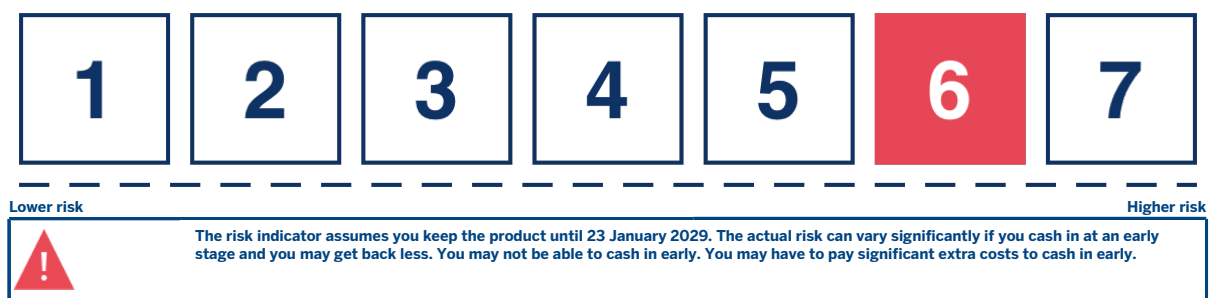 1 2 3 4 5 6 7
Lower risk Higher risk
!
The risk indicator assumes you keep the product until 23 January 2029. The actual risk can vary significantly if you cash in at an early
stage and you may get back less. You may not be able to cash in early. You may have to pay significant extra costs to cash in early.